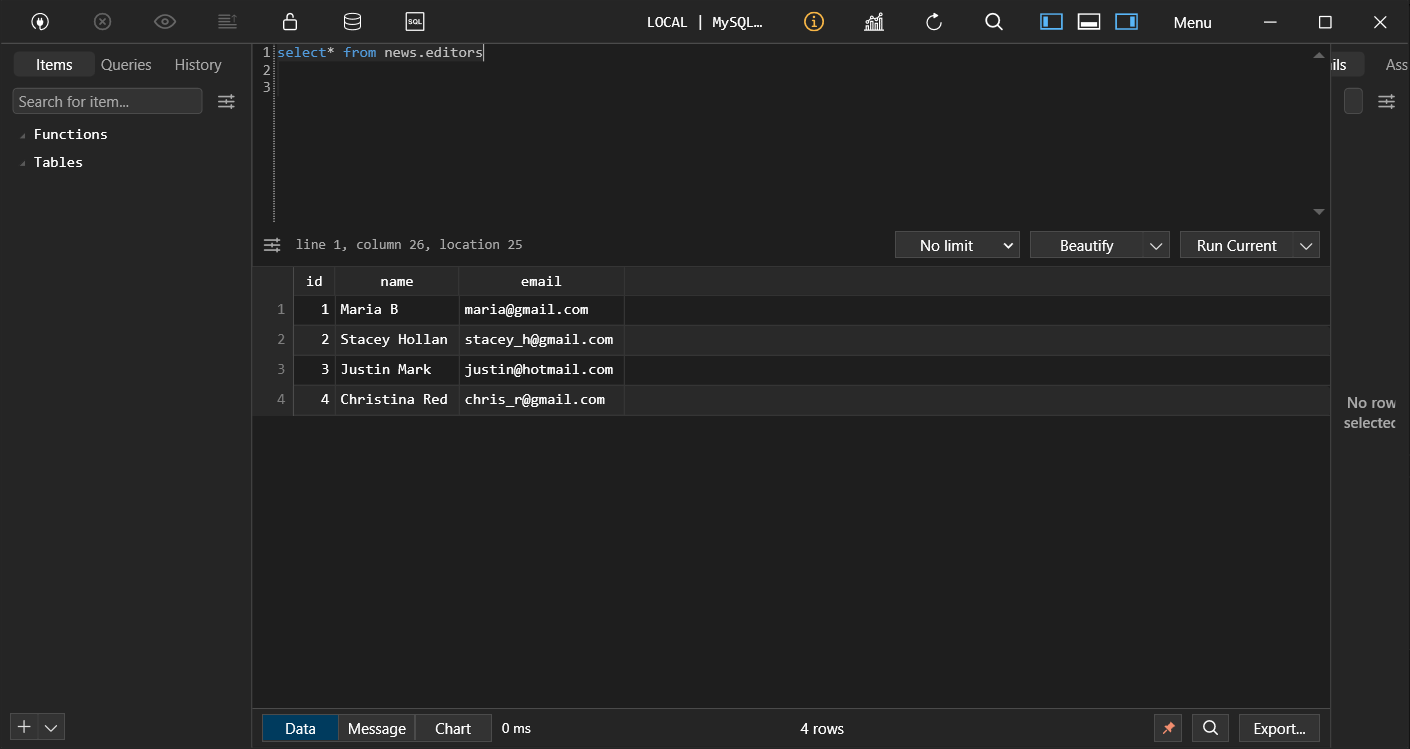 SQL
LOCAL | MySQL...
Menu
Items
Queries
History
Search for item...
Functions
Tables
1 select* from news.editors
2
3
ils
Ass
line 1, column 26, location 25
No limit
Beautify
Run Current
id name email
1 1 Maria B maria@gmail.com
2 2 Stacey Hollan stacey_h@gmail.com
3 3 Justin Mark justin@hotmail.com
4 4 Christina Red chris_r@gmail.com
No row
selected
Data
Message
Chart
0 ms
4 rows
Export...